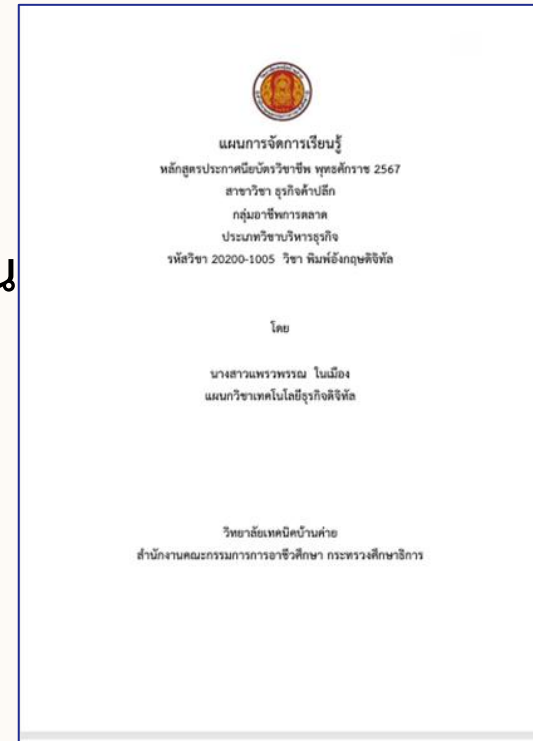 น
แผนการจัดการเรียนรู้
หลักสูตรประกาศนียบัตรวิชาชีพ พุทธศักราช 2567
สาขาวิชา ธุรกิจค้าปลีก
กลุ่มอาชีพการตลาด
ประเภทวิชาบริหารธุรกิจ
รหัสวิชา 20200-1005 วิชา พิมพ์อังกฤษดิจิทัล
โดย
นางสาวแพรวพรรณ ในเมือง
แผนกวิชาเทคโนโลยีธุรกิจดิจิทัล
วิทยาลัยเทคนิคบ้านค่าย
สำนักงานคณะกรรมการการอาชีวศึกษา กระทรวงศึกษาธิการ